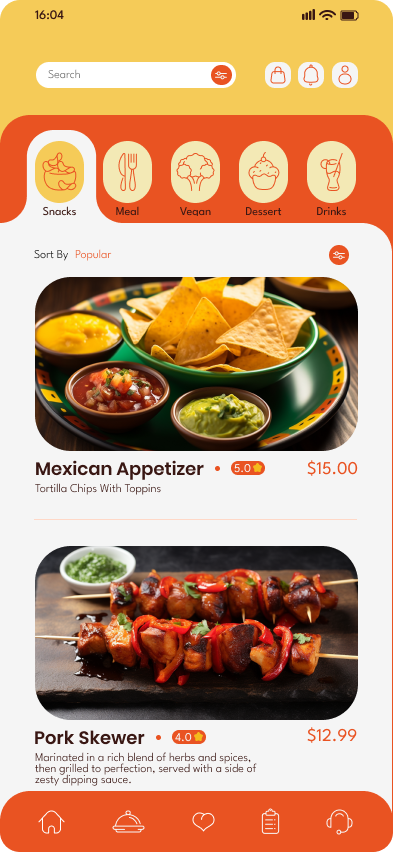 16:04
Search
Snacks
Meal
Vegan
Dessert
Drinks
Sort By Popular
Mexican Appetizer • 5.0 $15.00
Tortilla Chips With Toppins
Pork Skewer • 4.0 $12.99
Marinated in a rich blend of herbs and spices,
then grilled to perfection, served with a side of
zesty dipping sauce.